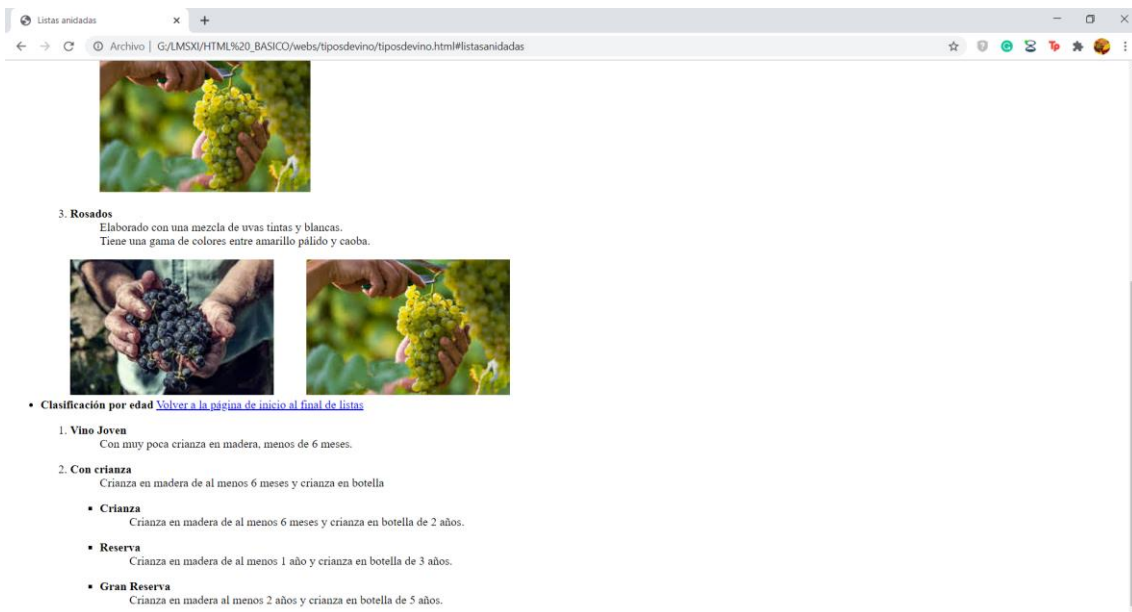 Listas anidadas
Archivo | G:/LMSXI/HTML%20_BASICO/webs/tiposdevino/tiposdevino.html#listasanidadas
3. Rosados
Elaborado con una mezcla de uvas tintas y blancas.
Tiene una gama de colores entre amarillo pálido y caoba.
• Clasificación por edad Volver a la página de inicio al final de listas
1. Vino Joven
Con muy poca crianza en madera, menos de 6 meses.
2. Con crianza
Crianza en madera de al menos 6 meses y crianza en botella
▪ Crianza
Crianza en madera de al menos 6 meses y crianza en botella de 2 años.
▪ Reserva
Crianza en madera de al menos 1 año y crianza en botella de 3 años.
▪ Gran Reserva
Crianza en madera al menos 2 años y crianza en botella de 5 años.